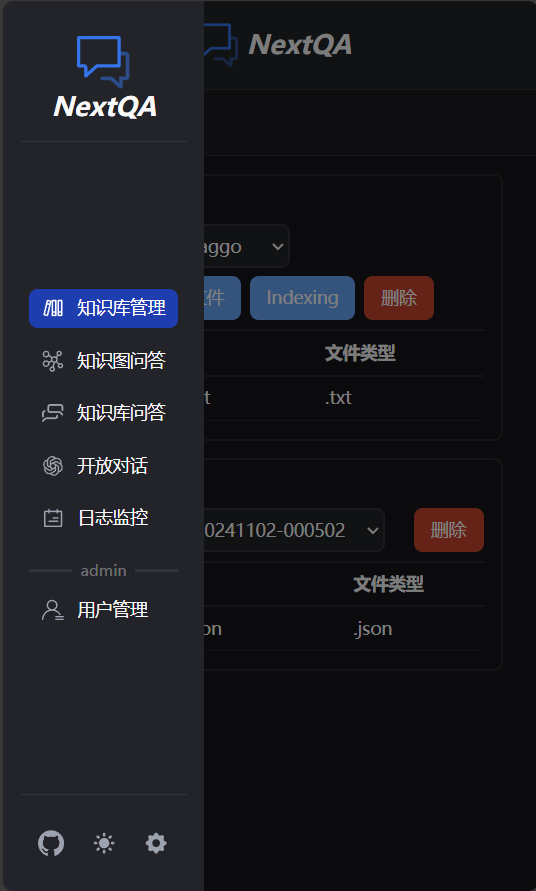 NextQA
知识库管理
知识图问答
知识库问答
开放对话
日志监控
admin
用户管理
NextQA
aggo
件
Indexing
删除
文件类型
t
.txt
0241102-000502
删除
文件类型
on
.json